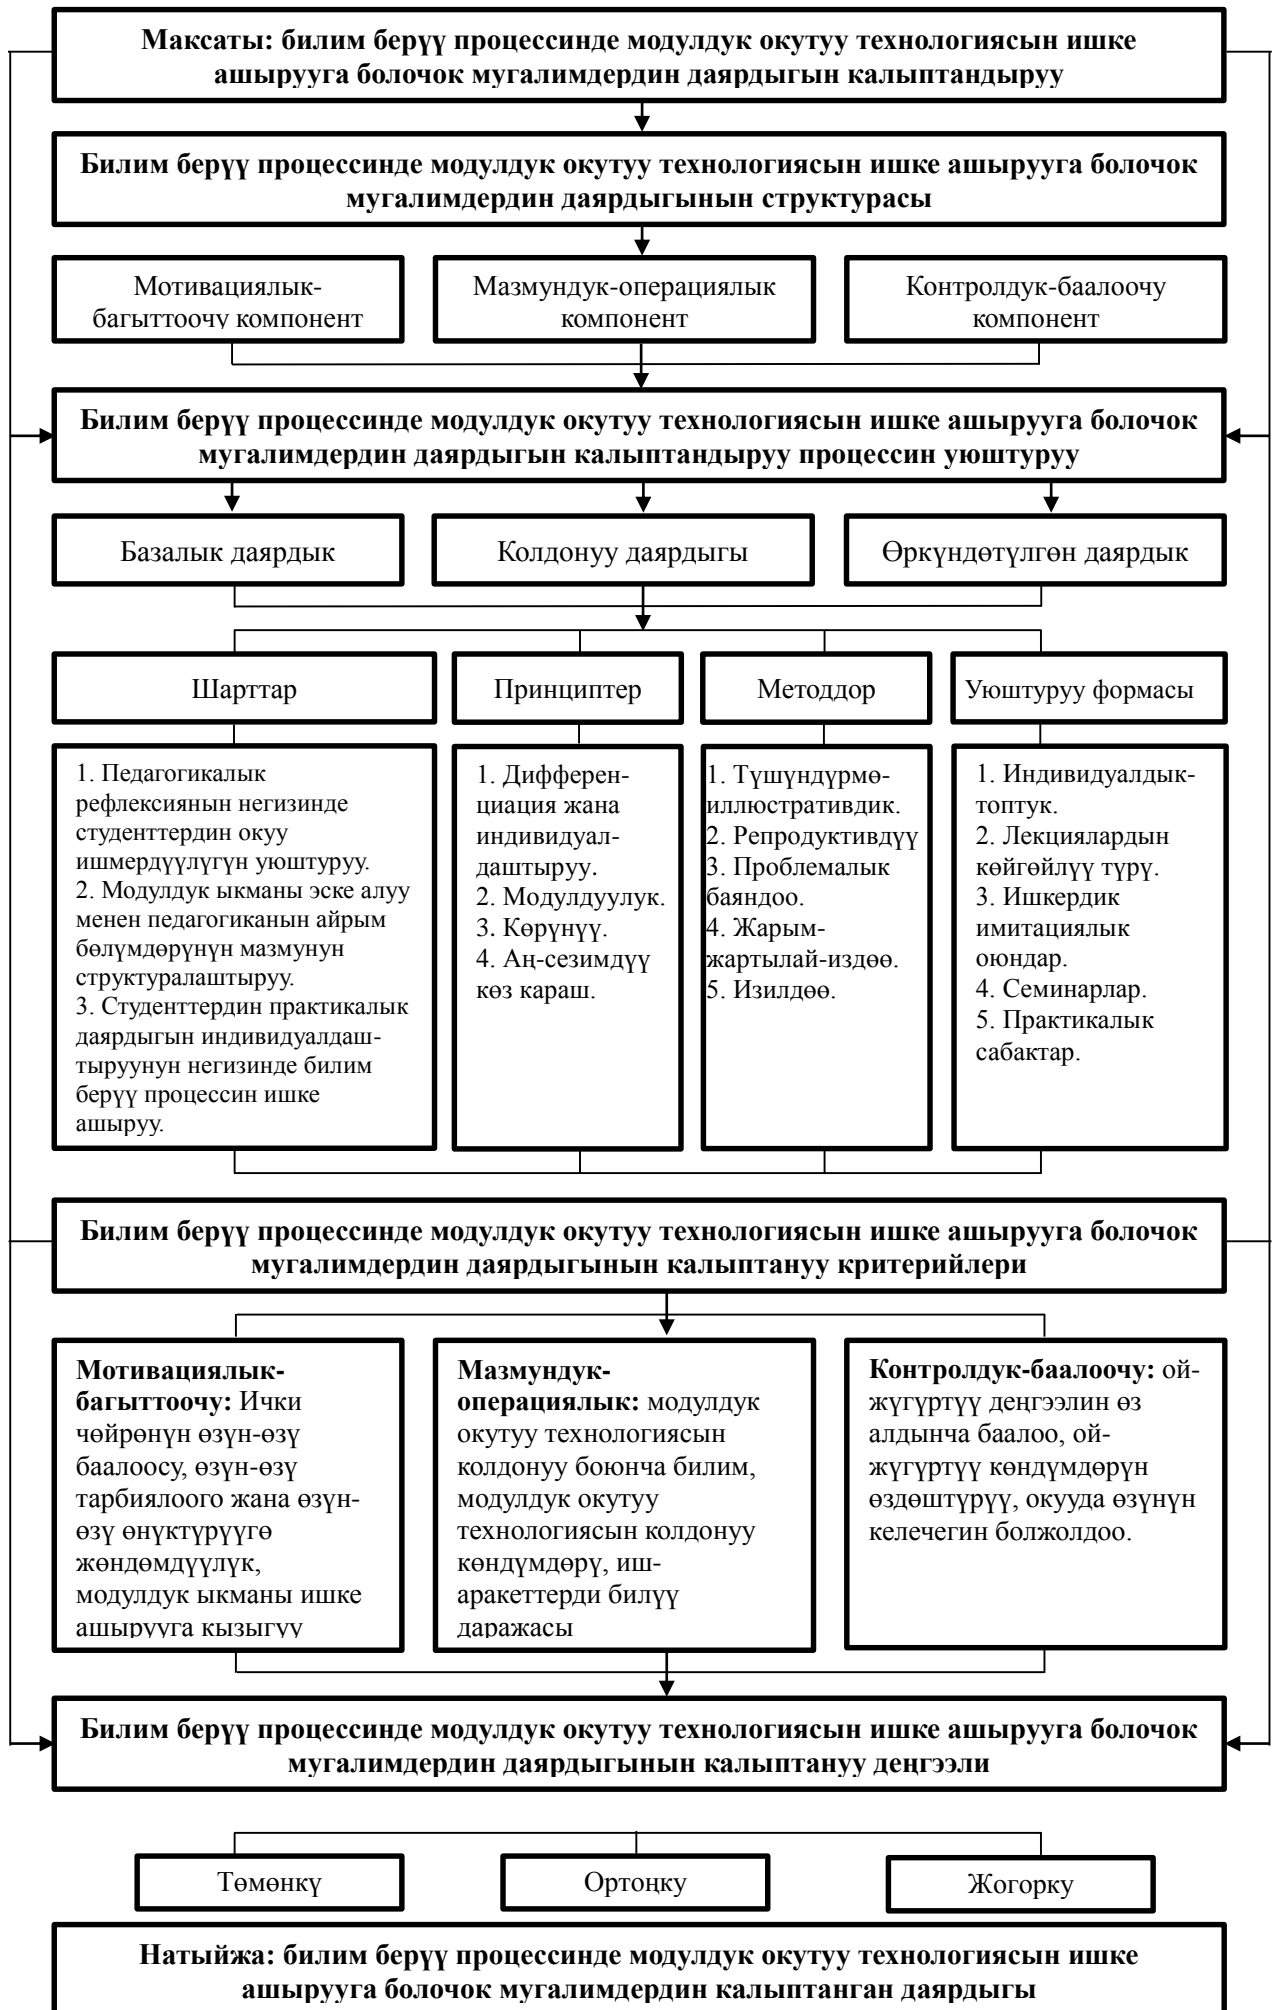 Максаты: билим берүү процессинде модулдук окутуу технологиясын ишке
ашырууга болочок мугалимдердин даярдыгын калыптандыруу
Билим берүү процессинде модулдук окутуу технологиясын ишке ашырууга болочок
мугалимдердин даярдыгынын структурасы
Мотивациялык-
багыттоочу компонент
Мазмундук-операциялык
компонент
Контролдук-баалоочу
компонент
Билим берүү процессинде модулдук окутуу технологиясын ишке ашырууга болочок
мугалимдердин даярдыгын калыптандыруу процессин уюштуруу
Базалык даярдык
Колдонуу даярдыгы
Өркүндөтүлгөн даярдык
Шарттар
Принциптер
Методдор
Уюштуруу формасы
1. Педагогикалык
рефлексиянын негизинде
студенттердин окуу
ишмердүүлүгүн уюштуруу.
2. Модулдук ыкманы эске алуу
менен педагогиканын айрым
бөлүмдөрүнүн мазмунун
структуралаштыруу.
3. Студенттердин практикалык
даярдыгын индивидуалдаш-
тыруунун негизинде билим
берүү процессин ишке
ашыруу.
1. Дифферен-
циация жана
индивидуал-
даштыруу.
2. Модулдуулук.
3. Көрүнүү.
4. Аң-сезимдүү
көз караш.
1. Түшүндүрмө-
иллюстративдик.
2. Репродуктивдүү
3. Проблемалык
баяндоо.
4. Жарым-
жартылай-издөө.
5. Изилдөө.
1. Индивидуалдык-
топтук.
2. Лекциялардын
көйгөйлүү түрү.
3. Ишкердик
имитациялык
оюндар.
4. Семинарлар.
5. Практикалык
сабактар.
Билим берүү процессинде модулдук окутуу технологиясын ишке ашырууга болочок
мугалимдердин даярдыгынын калыптануу критерийлери
Мотивациялык-
багыттоочу: Ички
чөйрөнүн өзүн-өзү
баалоосу, өзүн-өзү
тарбиялоого жана өзүн-
өзү өнүктүрүүгө
жөндөмдүүлүк,
модулдук ыкманы ишке
ашырууга кызыгуу
Мазмундук-
операциялык: модулдук
окутуу технологиясын
колдонуу боюнча билим,
модулдук окутуу
технологиясын колдонуу
көндүмдөрү, иш-
аракеттерди билүү
даражасы
Контролдук-баалоочу: ой-
жүгүртүү деңгээлин өз
алдынча баалоо, ой-
жүгүртүү көндүмдөрүн
өздөштүрүү, окууда өзүнүн
келечегин болжолдоо.
Билим берүү процессинде модулдук окутуу технологиясын ишке ашырууга болочок
мугалимдердин даярдыгынын калыптануу деңгээли
Төмөнкү
Ортоңку
Жогорку
Натыйжа: билим берүү процессинде модулдук окутуу технологиясын ишке
ашырууга болочок мугалимдердин калыптанган даярдыгы